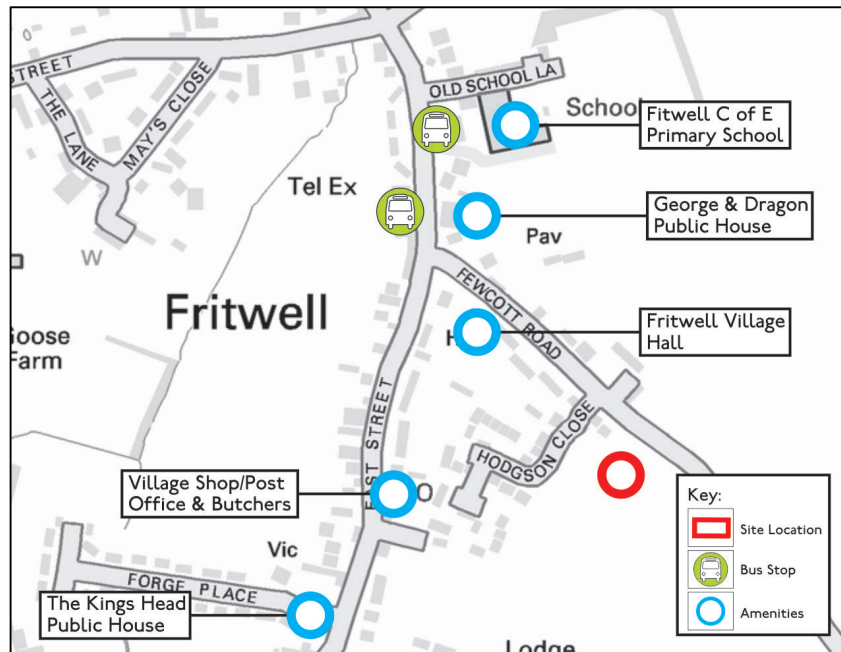 STREET
THE LANE
MAY'S CLOSE
OLD SCHOOL LA
School
Fitwell C of E
Primary School
Tel Ex
George & Dragon
Public House
Pav
W
Fritwell
FEWCOTT ROAD
Fritwell Village
Hall
H
Goose
Farm
EAST STREET
HODGSON CLOSE
Village Shop/Post
Office & Butchers
O
Key:
Site Location
Bus Stop
Amenities
Vic
FORGE PLACE
The Kings Head
Public House
Lodge